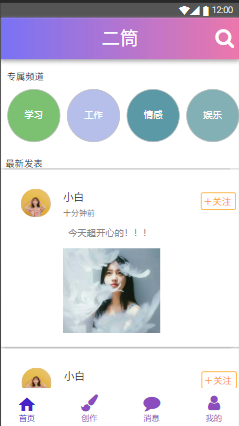 12:00
二筒
专属频道
学习
工作
情感
娱乐
最新发表
小白
十分钟前
+关注
今天超开心的！！！
小白
+关注
首页
创作
消息
我的